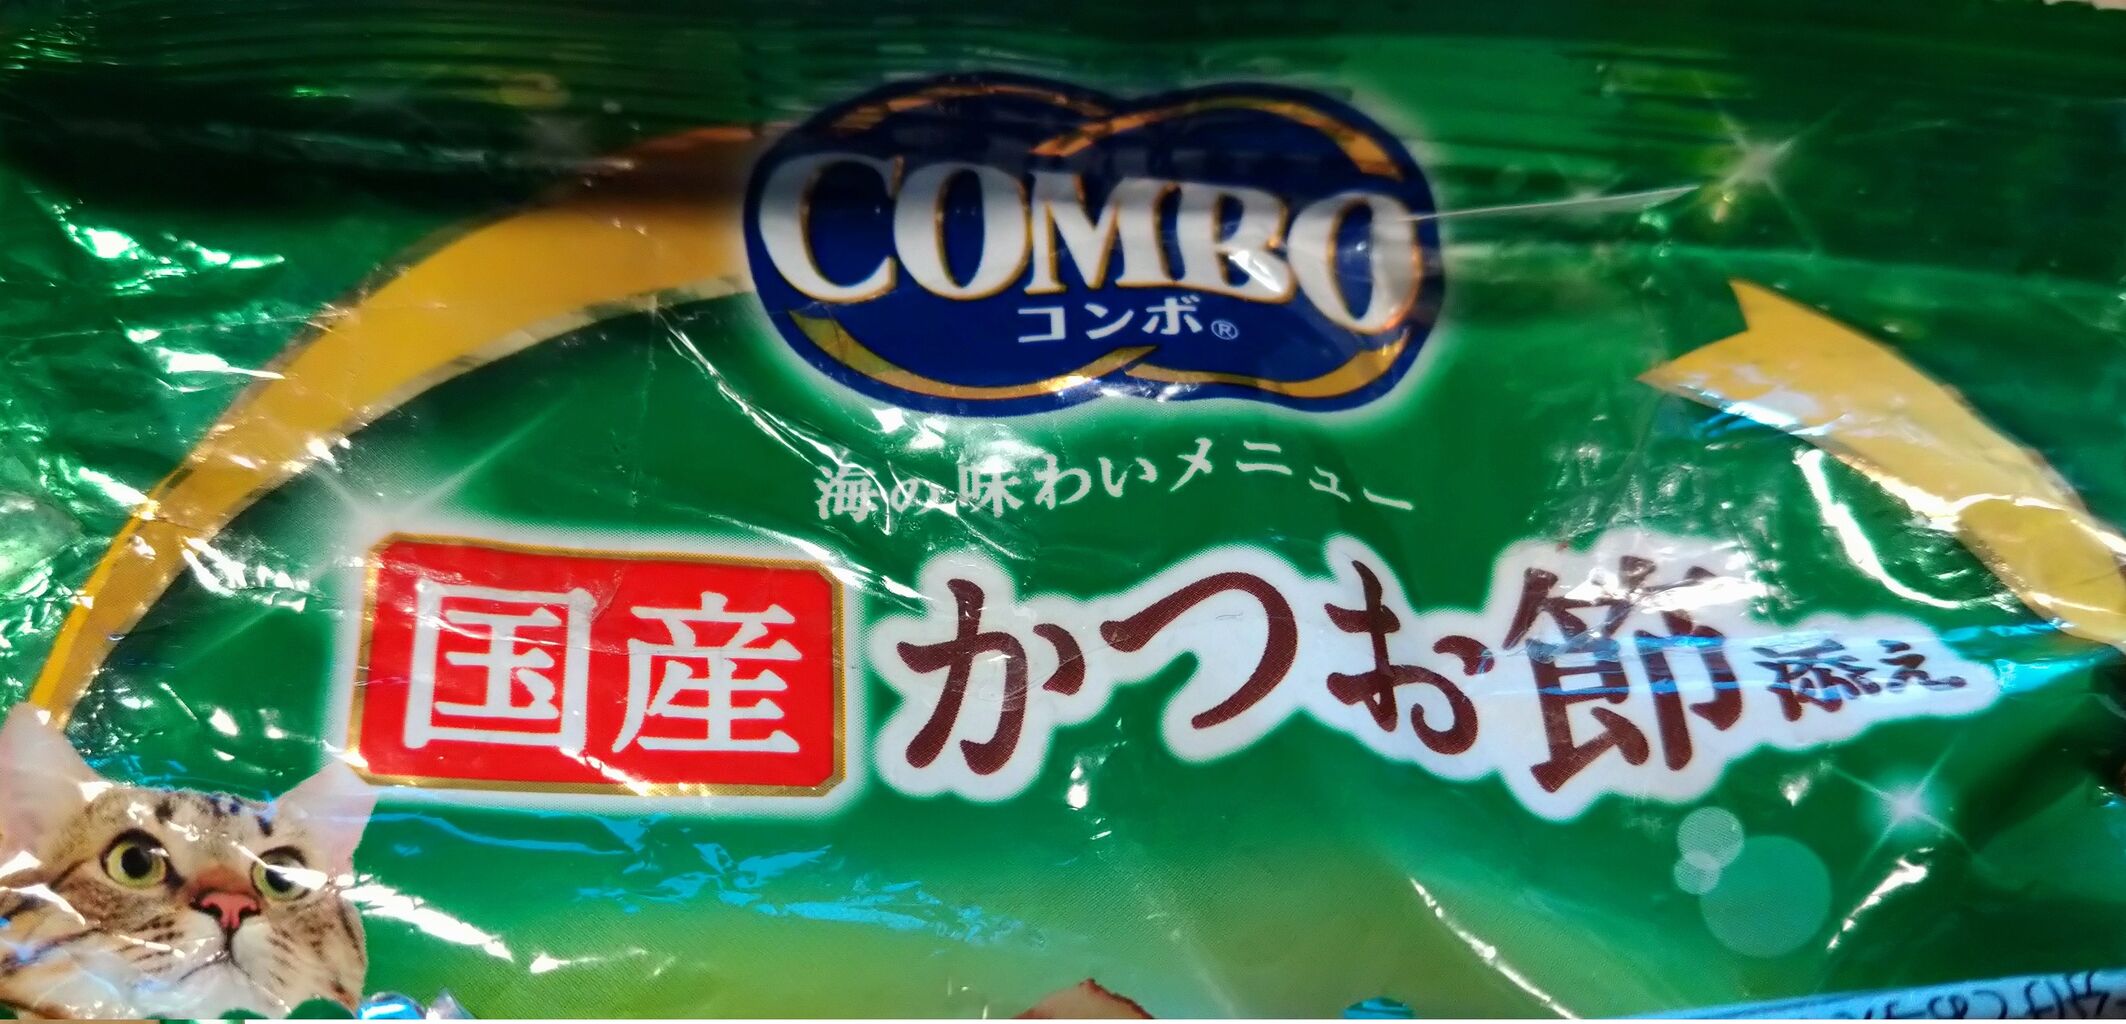 COMBO
コンボ®
海の味わいメニュー
国産 かつお節添え